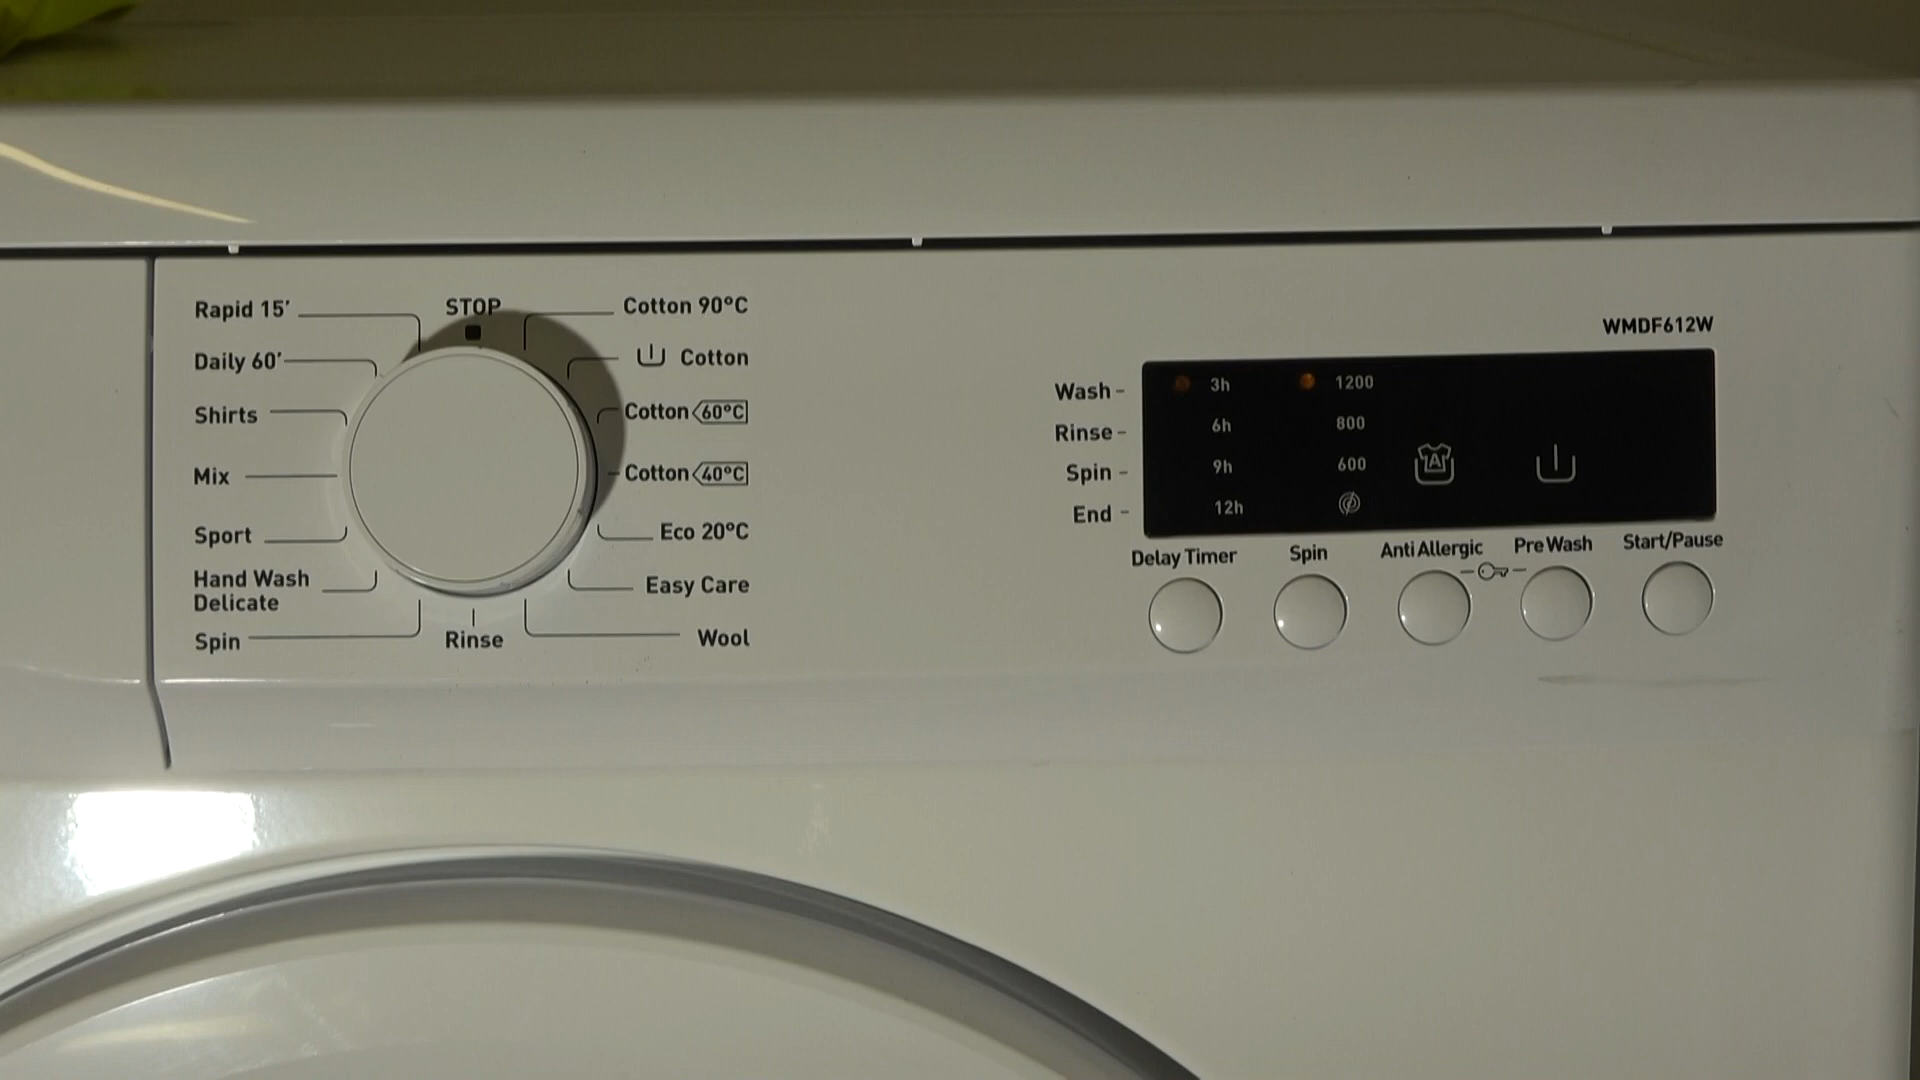 STOP
Rapid 15'
Daily 60'
Shirts
Mix
Sport
Hand Wash
Delicate
Spin
Rinse
Cotton 90°C
Cotton
Cotton 60°C
Cotton 40°C
Eco 20°C
Easy Care
Wool
WMDF612W
Wash - 3h 1200
Rinse - 6h 800
Spin - 9h 600 A
End - 12h
Delay Timer Spin Anti Allergic Pre Wash Start/Pause